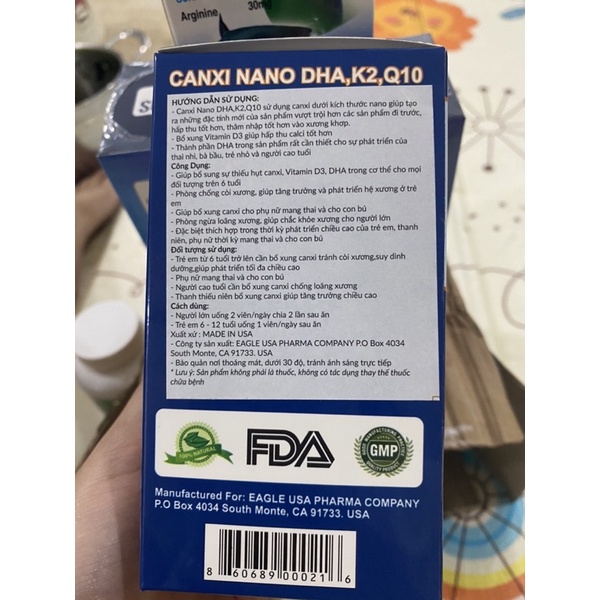 Arginine 30mg
CANXI NANO DHA,K2,Q10
HƯỚNG DẪN SỬ DỤNG:
- Canxi Nano DHA,K2,Q10 sử dụng canxi dưới kích thước nano giúp tạo
ra những đặc tính mới của sản phẩm vượt trội hơn các sản phẩm đi trước,
hấp thu tốt hơn, thâm nhập tốt hơn vào xương khơp.
- Bổ xung Vitamin D3 giúp hấp thu calci tốt hơn
- Thành phần DHA trong sản phẩm rất cần thiết cho sự phát triển của
thai nhi, bà bầu, trẻ nhỏ và người cao tuổi
Công Dụng:
- Giúp bổ sung sự thiếu hụt canxi, Vitamin D3, DHA trong cơ thể cho mọi
đối tượng trên 6 tuổi
- Phòng chống còi xương, giúp tăng trưởng và phát triển hệ xương ở trẻ
em
- Giúp bổ xung canxi cho phụ nữ mang thai và cho con bú
- Phòng ngừa loãng xương, giúp chắc khỏe xương cho người lớn
- Đặc biệt thích hợp trong thời kỳ phát triển chiều cao của trẻ em, thanh
niên, phụ nữ thời kỳ mang thai và cho con bú
Đối tượng sử dụng:
- Trẻ em từ 6 tuổi trở lên cần bổ xung canxi tránh còi xương,suy dinh
dưỡng,giúp phát triển tối đa chiều cao
- Phụ nữ mang thai và cho con bú
- Người cao tuổi cần bổ xung canxi chống loãng xương
- Thanh thiếu niên bổ xung canxi giúp tăng trưởng chiều cao
Cách dùng:
- Người lớn uống 2 viên/ngày chia 2 lần sau ăn
- Trẻ em 6 - 12 tuổi uống 1 viên/ngày sau ăn
Xuất xứ : MADE IN USA
- Công ty sản xuất: EAGLE USA PHARMA COMPANY P.O Box 4034
South Monte, CA 91733. USA
- Bảo quản nơi thoáng mát, dưới 30 độ, tránh ánh sáng trực tiếp
* Lưu ý: Sản phẩm không phải là thuốc, không có tác dụng thay thế thuốc
chữa bệnh
100% NATURAL
FDA
GOOD MANUFACTURING PRACTICE
GMP
QUALITY PRODUCT
Manufactured For: EAGLE USA PHARMA COMPANY
P.O Box 4034 South Monte, CA 91733. USA
8 60689 00021 6